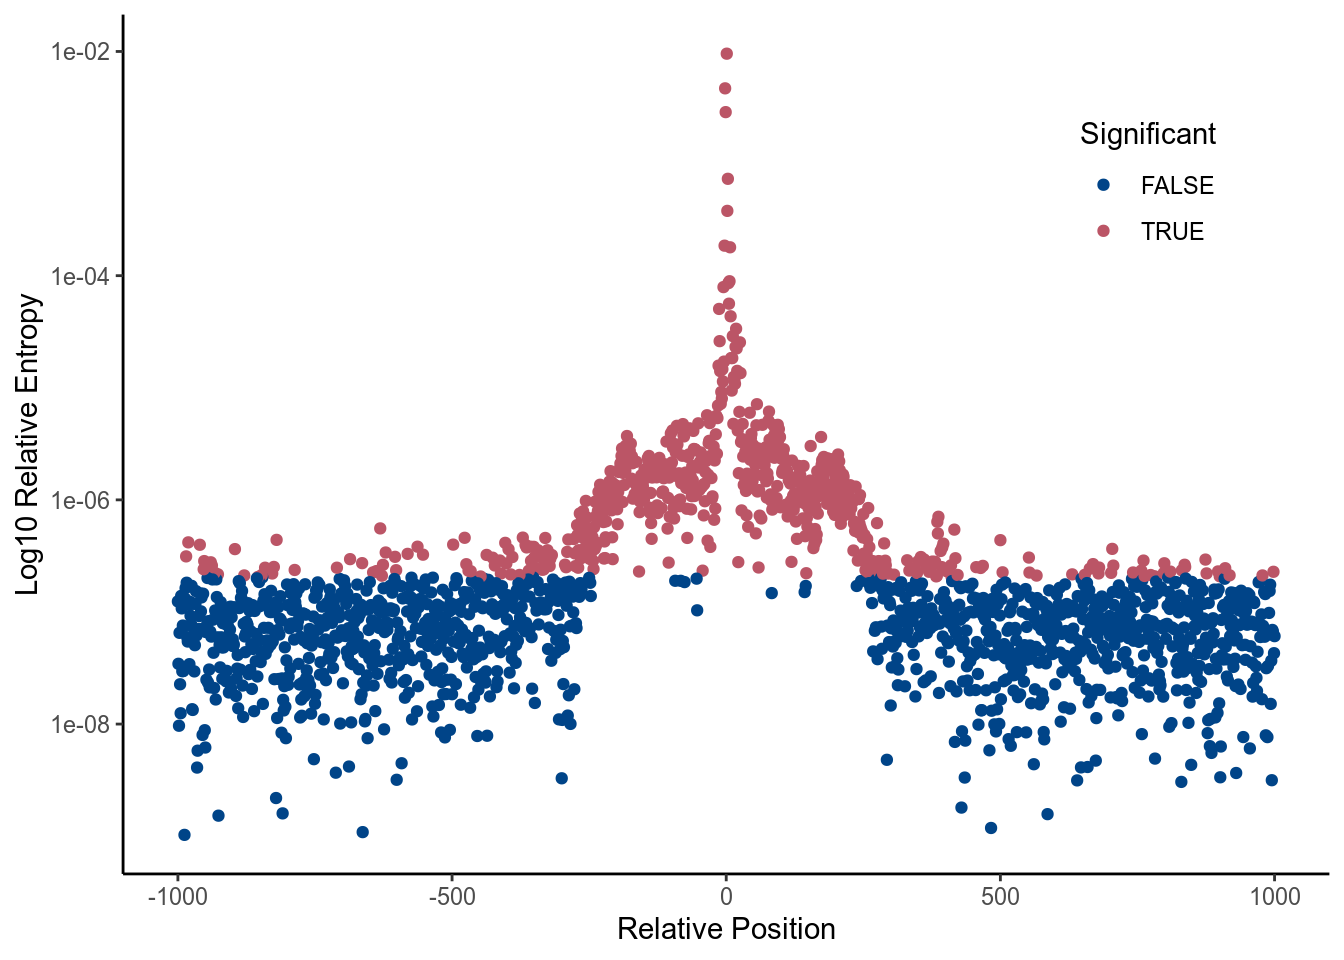 1e-02
1e-04
1e-06
1e-08
Log10 Relative Entropy
Significant
FALSE
TRUE
-1000
-500
0
500
1000
Relative Position